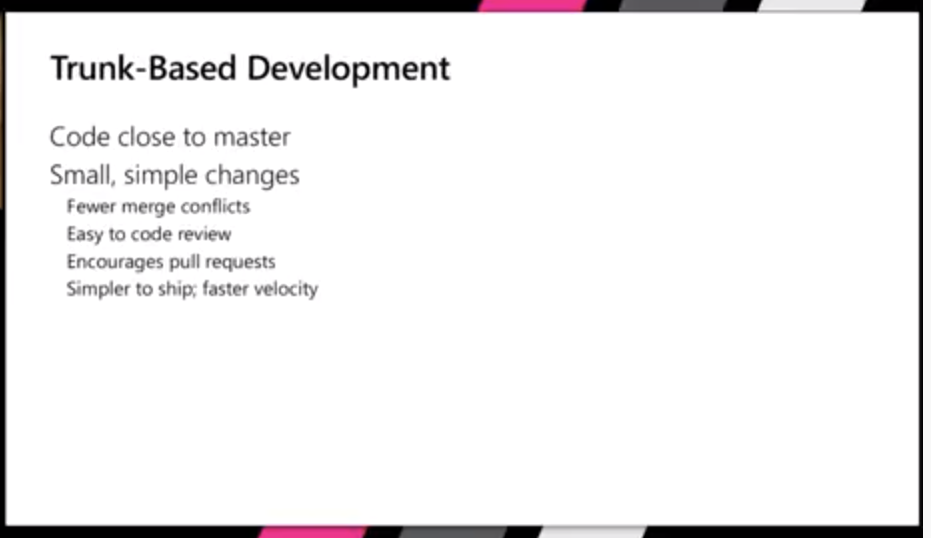 Trunk-Based Development
Code close to master
Small, simple changes
Fewer merge conflicts
Easy to code review
Encourages pull requests
Simpler to ship; faster velocity